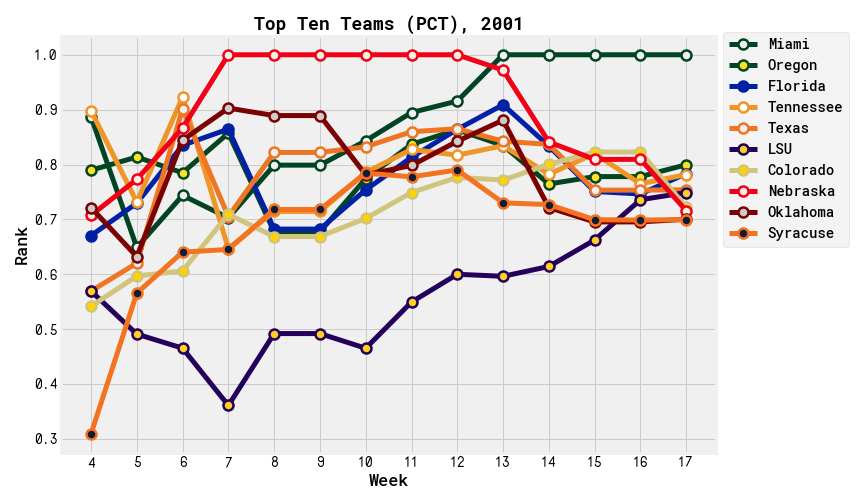 Top Ten Teams (PCT), 2001
1.0
0.9
0.8
0.7
0.6
0.5
0.4
0.3
Rank
4 5 6 7 8 9 10 11 12 13 14 15 16 17
Week
Miami
Oregon
Florida
Tennessee
Texas
LSU
Colorado
Nebraska
Oklahoma
Syracuse